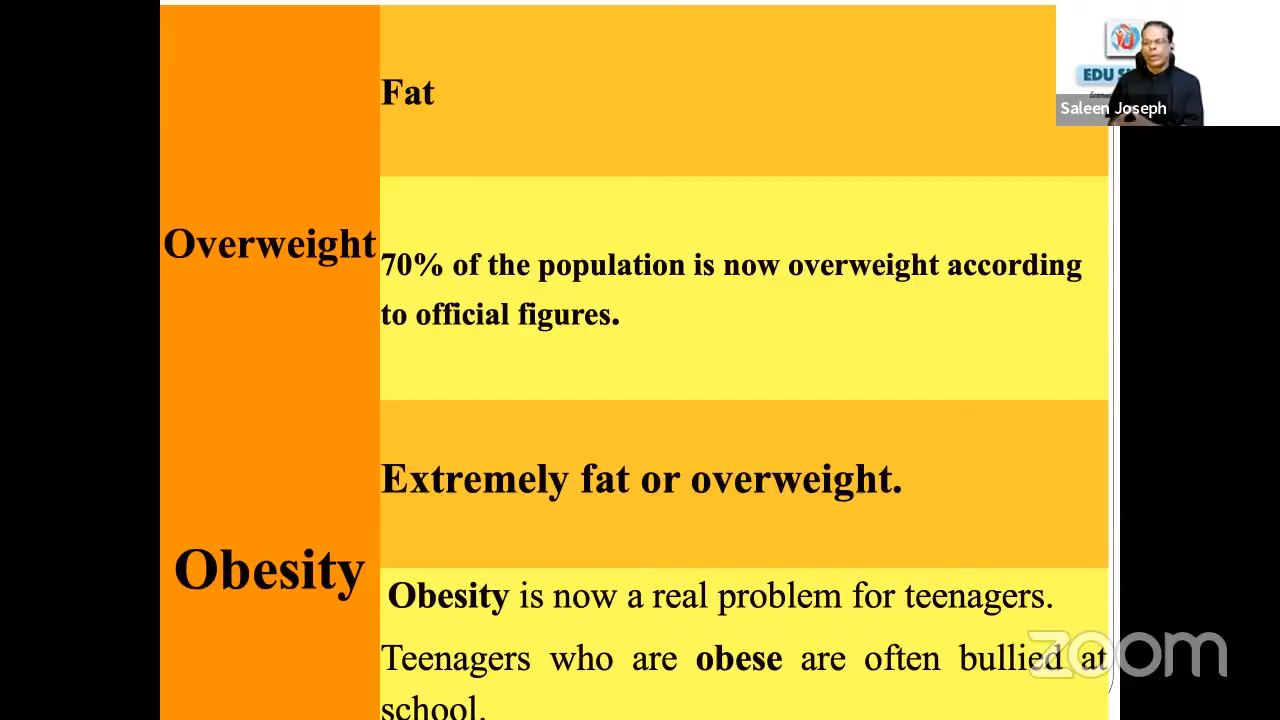 Fat
EDU
Saleen Joseph
Overweight
70% of the population is now overweight according
to official figures.
Extremely fat or overweight.
Obesity
Obesity is now a real problem for teenagers.
Teenagers who are obese are often bullied at
school.
zoom